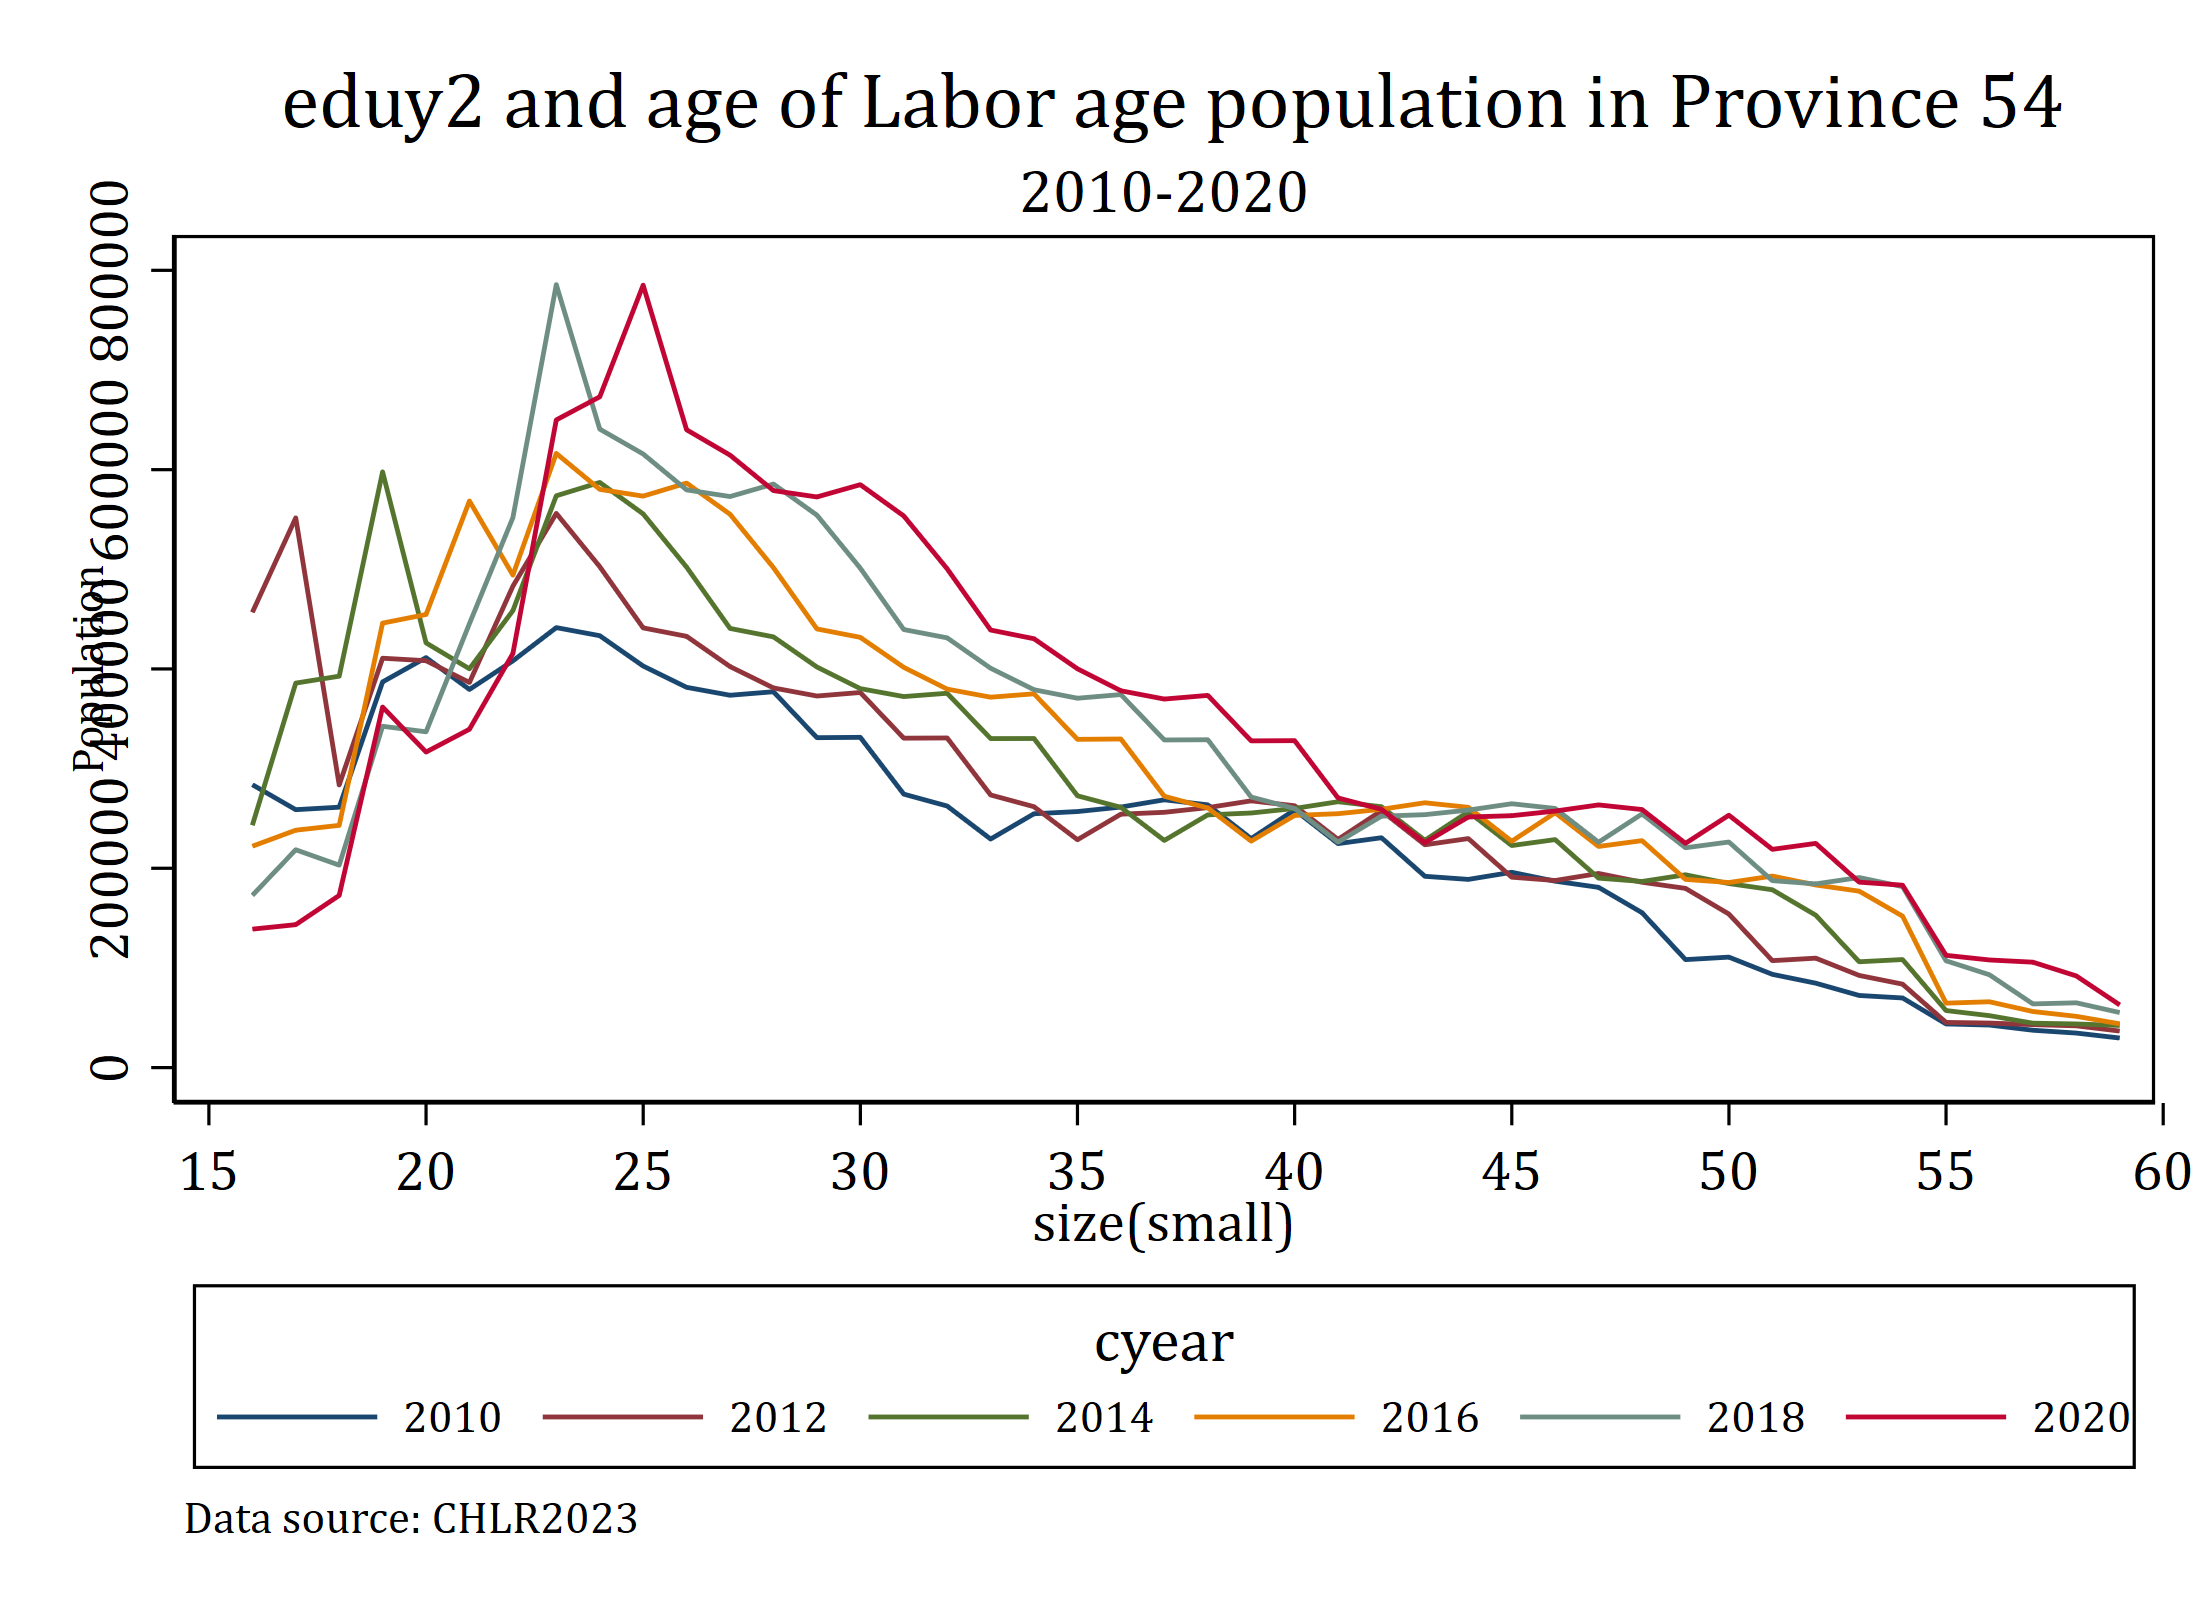 eduy2 and age of Labor age population in Province 54
2010-2020
Population
0 200000 400000 600000 800000
15 20 25 30 35 40 45 50 55 60
size(small)
cyear
2010 2012 2014 2016 2018 2020
Data source: CHLR2023